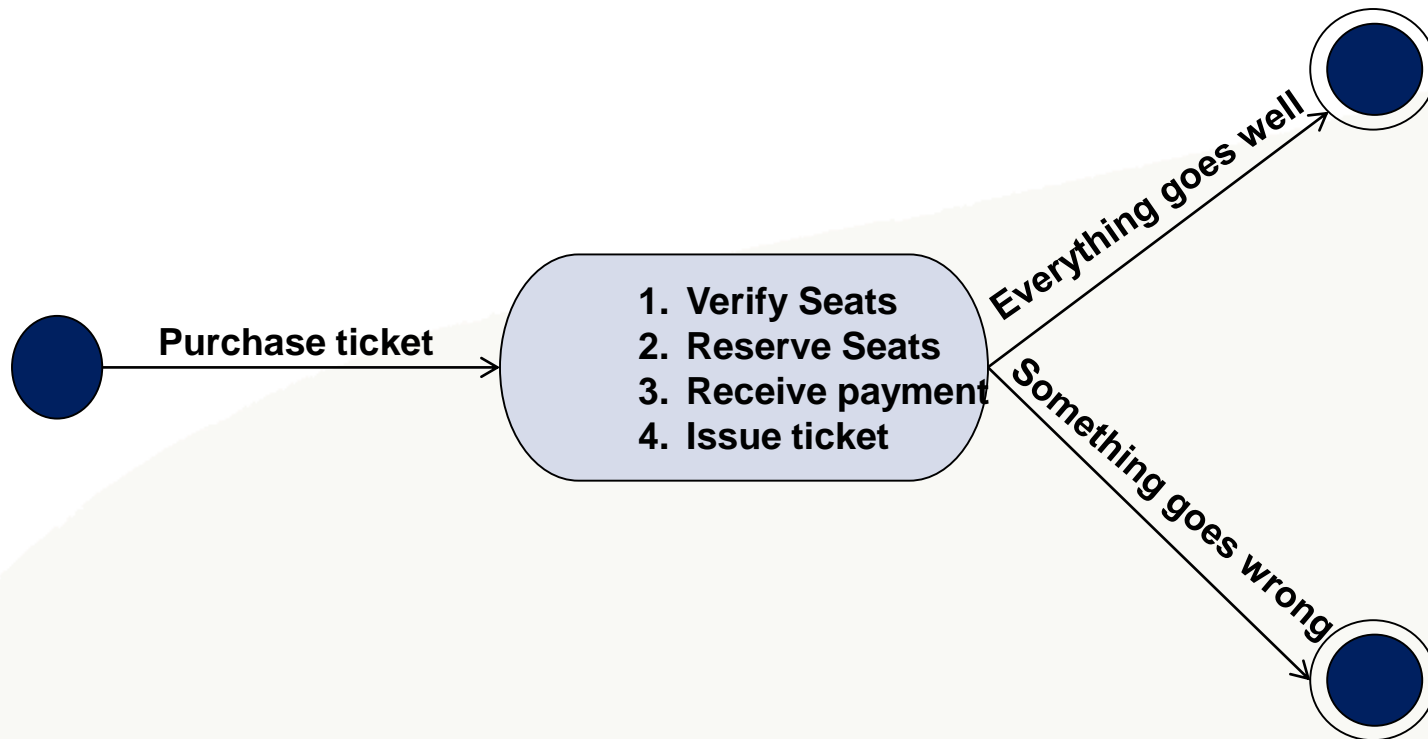 Purchase ticket
1. Verify Seats
2. Reserve Seats
3. Receive payment
4. Issue ticket
Everything goes well
Something goes wrong